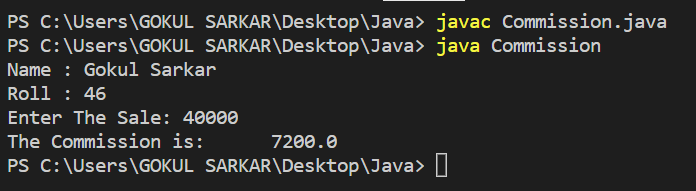 PS C:\Users\GOKUL SARKAR\Desktop\Java> javac Commission.java
PS C:\Users\GOKUL SARKAR\Desktop\Java> java Commission
Name : Gokul Sarkar
Roll : 46
Enter The Sale: 40000
The Commission is:      7200.0
PS C:\Users\GOKUL SARKAR\Desktop\Java>